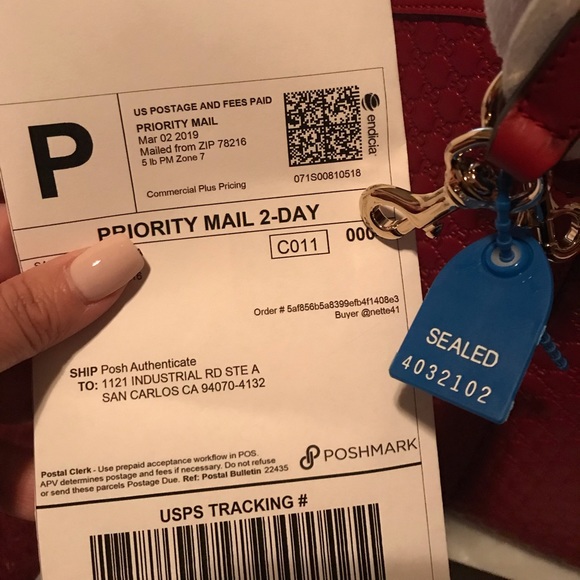 P
US POSTAGE AND FEES PAID
PRIORITY MAIL
Mar 02 2019
Mailed from ZIP 78216
5 lb PM Zone 7
Commercial Plus Pricing
071S00810518
endicia
PRIORITY MAIL 2-DAY
C011
000
Order # 5af856b5a8399efb4f1408e3
Buyer @nette41
SHIP TO: Posh Authenticate
1121 INDUSTRIAL RD STE A
SAN CARLOS CA 94070-4132
Postal Clerk - Use prepaid acceptance workflow in POS.
APV determines postage and fees if necessary. Do not refuse
or send these parcels Postage Due. Ref: Postal Bulletin 22435
POSHMARK
USPS TRACKING #
SEALED
4032102